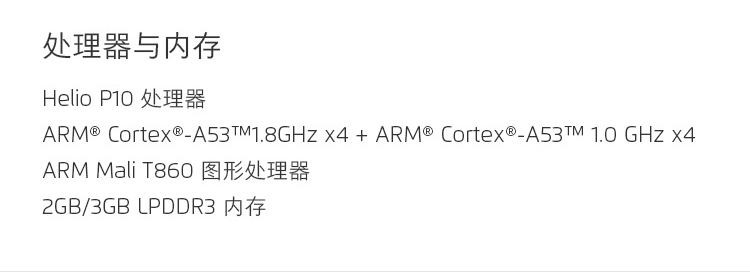 处理器与内存
Helio P10 处理器
ARM® Cortex®-A53™1.8GHz x4 + ARM® Cortex®-A53™ 1.0 GHz x4
ARM Mali T860 图形处理器
2GB/3GB LPDDR3 内存